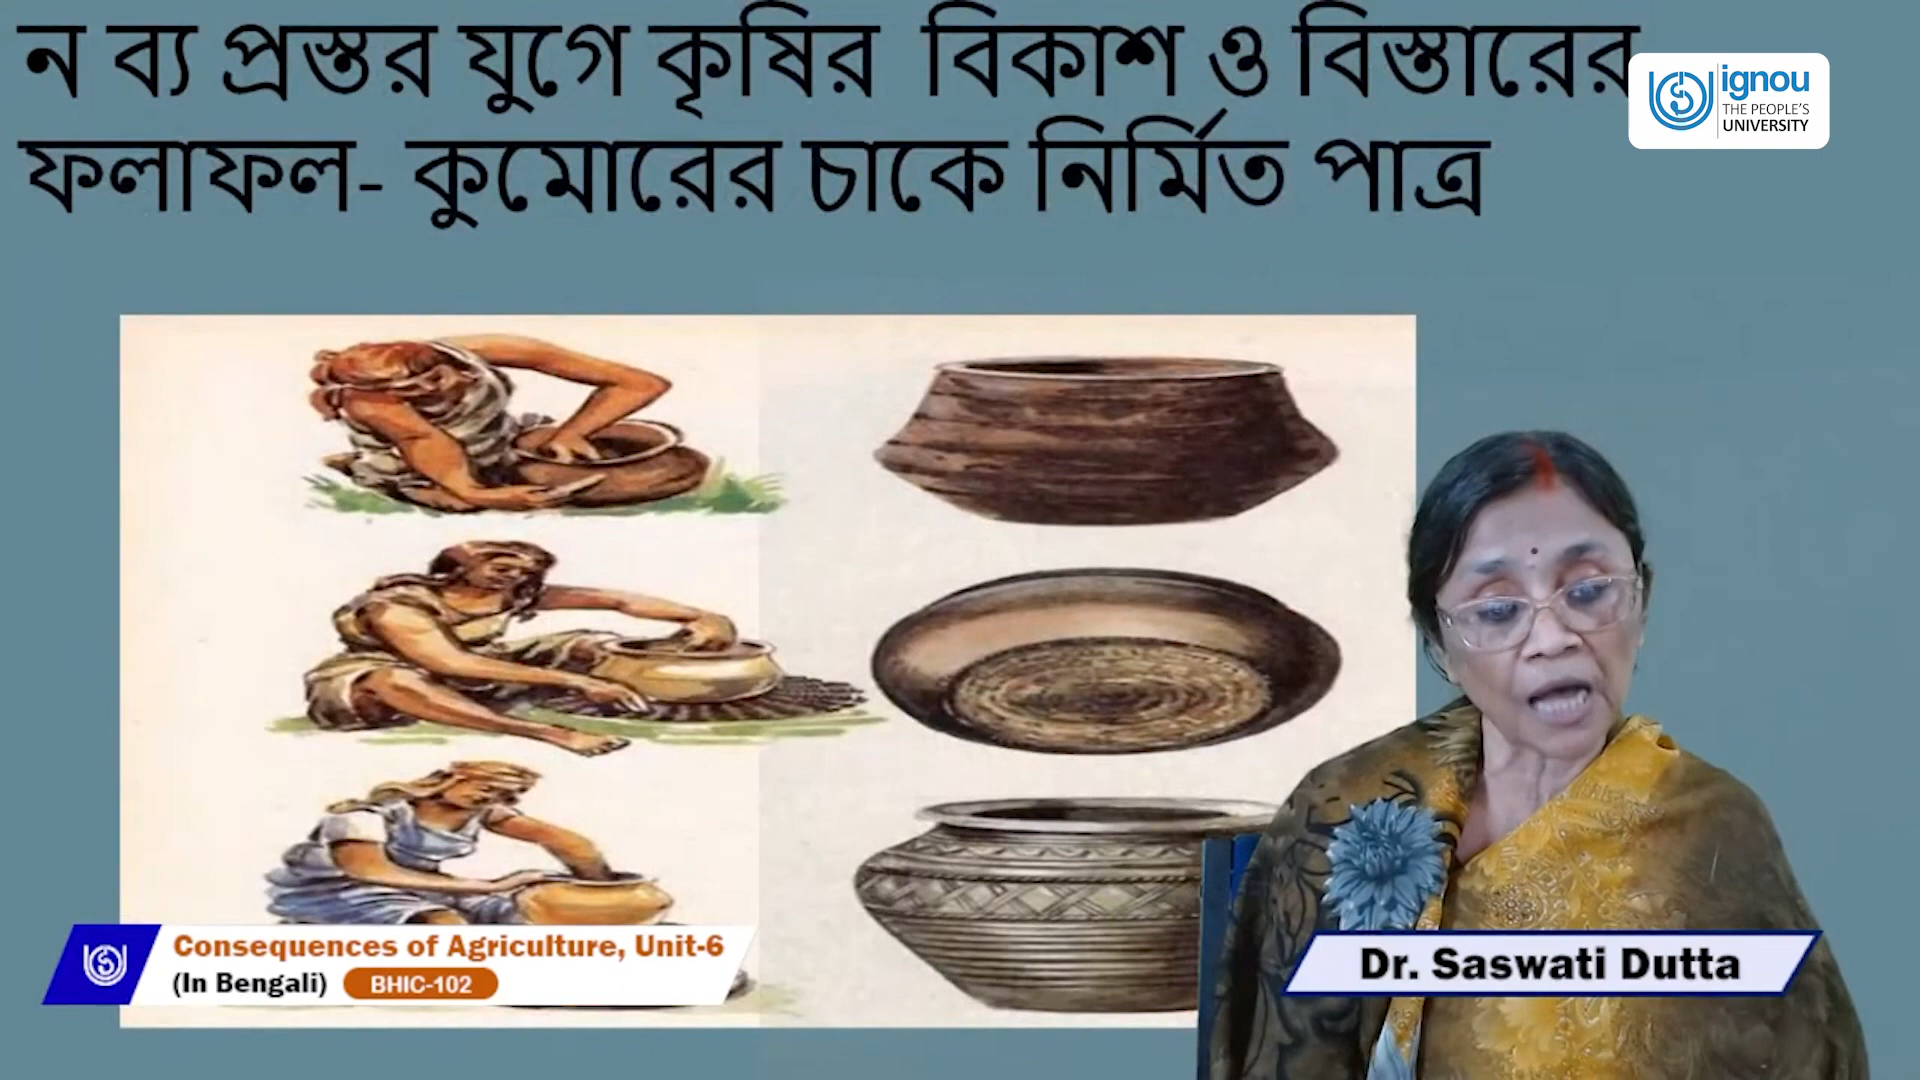 ন ব্য প্রস্তর যুগে কৃষির বিকাশ ও বিস্তারের
ফলাফল- কুমোরের চাকে নির্মিত পাত্র
ignou
THE PEOPLE'S
UNIVERSITY
Consequences of Agriculture, Unit-6
(In Bengali) BHIC-102
Dr. Saswati Dutta